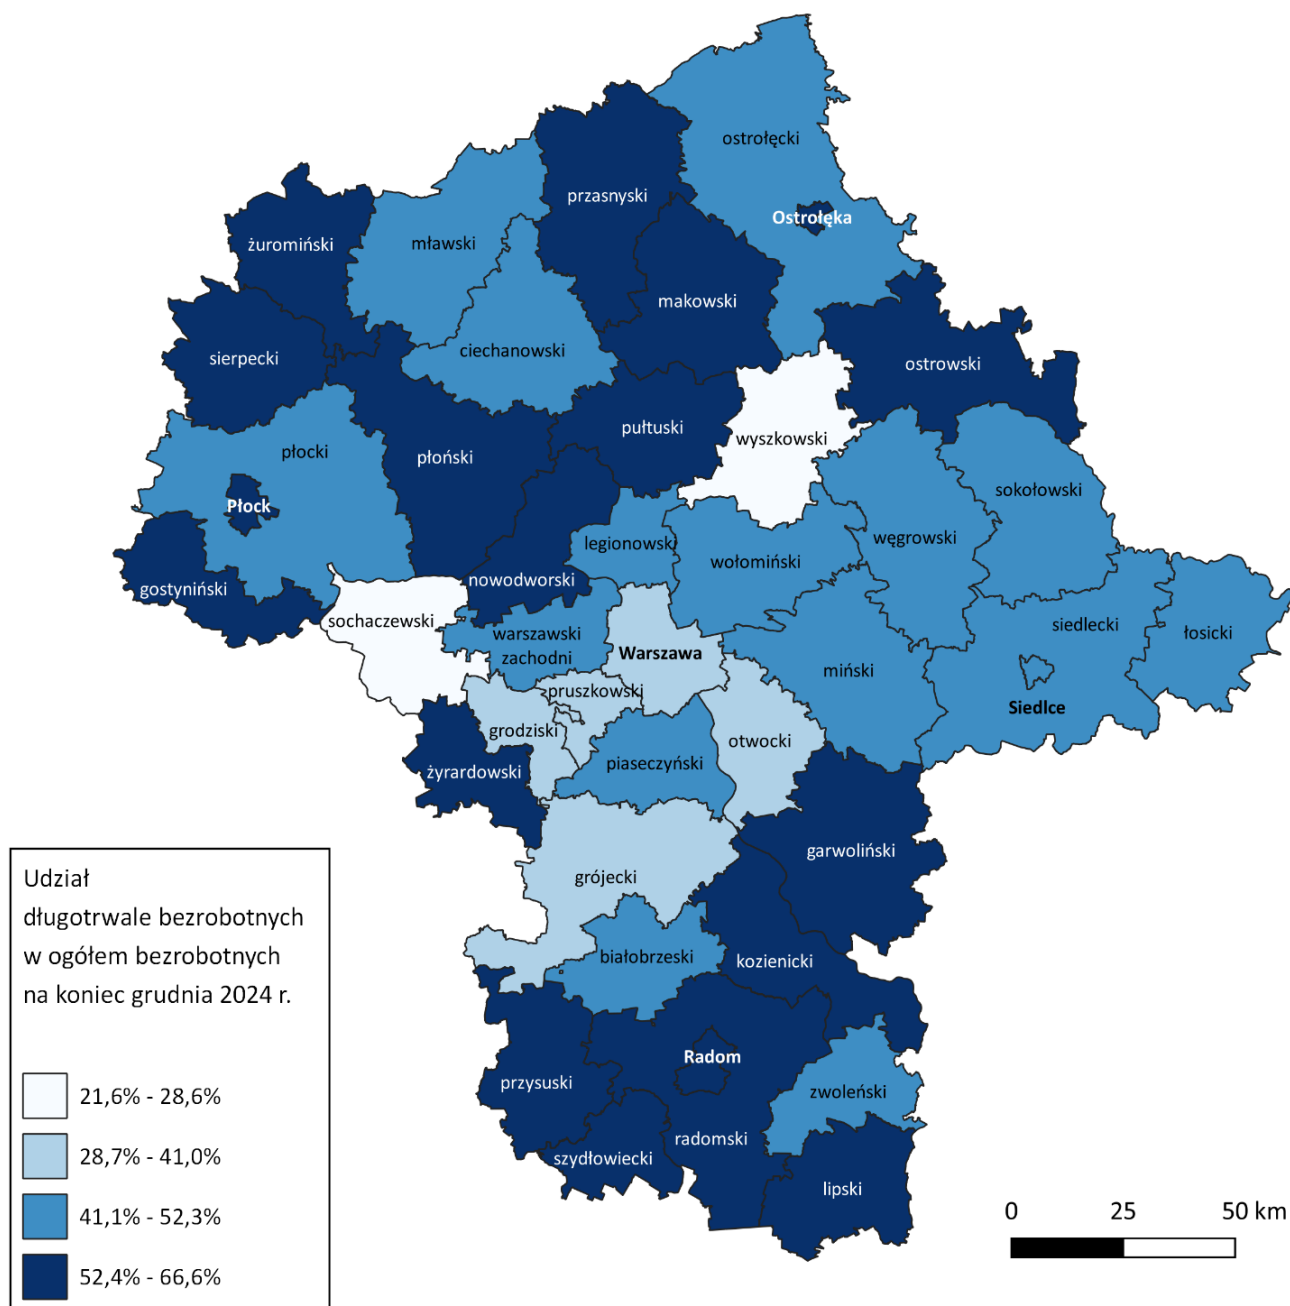 ostrołęcki
przasnyski
Ostrołęka
żuromiński
mławski
makowski
ciechanowski
sierpecki
ostrowski
pułtuski
wyszkowski
płocki
płoński
sokołowski
Płock
węgrowski
legionowski
wołomiński
nowodworski
gostyniński
sochaczewski
siedlecki
łosicki
warszawski
zachodni
Warszawa
miński
pruszkowski
Siedlce
grodziski
otwocki
piaseczyński
żyrardowski
garwoliński
grójecki
białobrzeski
kozienicki
Radom
przysuski
zwoleński
radomski
szydłowiecki
lipski
Udział
długotrwale bezrobotnych
w ogółem bezrobotnych
na koniec grudnia 2024 r.
21,6% - 28,6%
28,7% - 41,0%
41,1% - 52,3%
52,4% - 66,6%
0 25 50 km